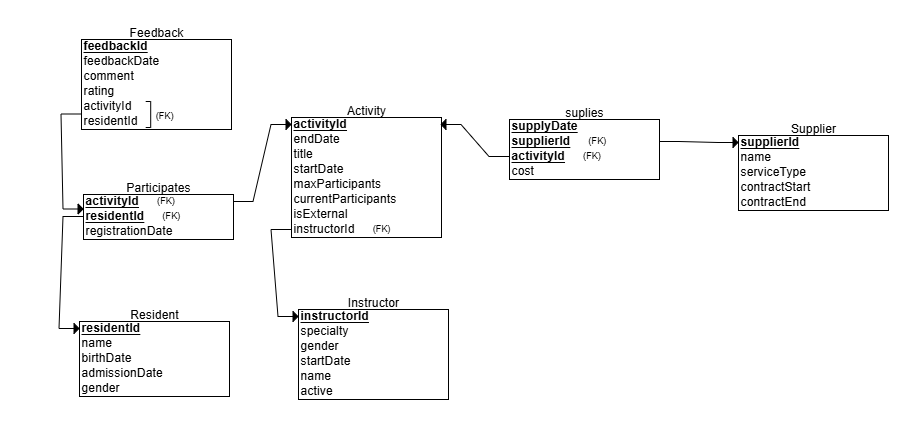 Feedback
feedbackId
feedbackDate
comment
rating
activityId
residentId
(FK)
Participates
activityId (FK)
residentId (FK)
registrationDate
Resident
residentId
name
birthDate
admissionDate
gender
Activity
activityId
endDate
title
startDate
maxParticipants
currentParticipants
isExternal
instructorId (FK)
Instructor
instructorId
specialty
gender
startDate
name
active
suplies
supplyDate
supplierId (FK)
activityId (FK)
cost
Supplier
supplierId
name
serviceType
contractStart
contractEnd